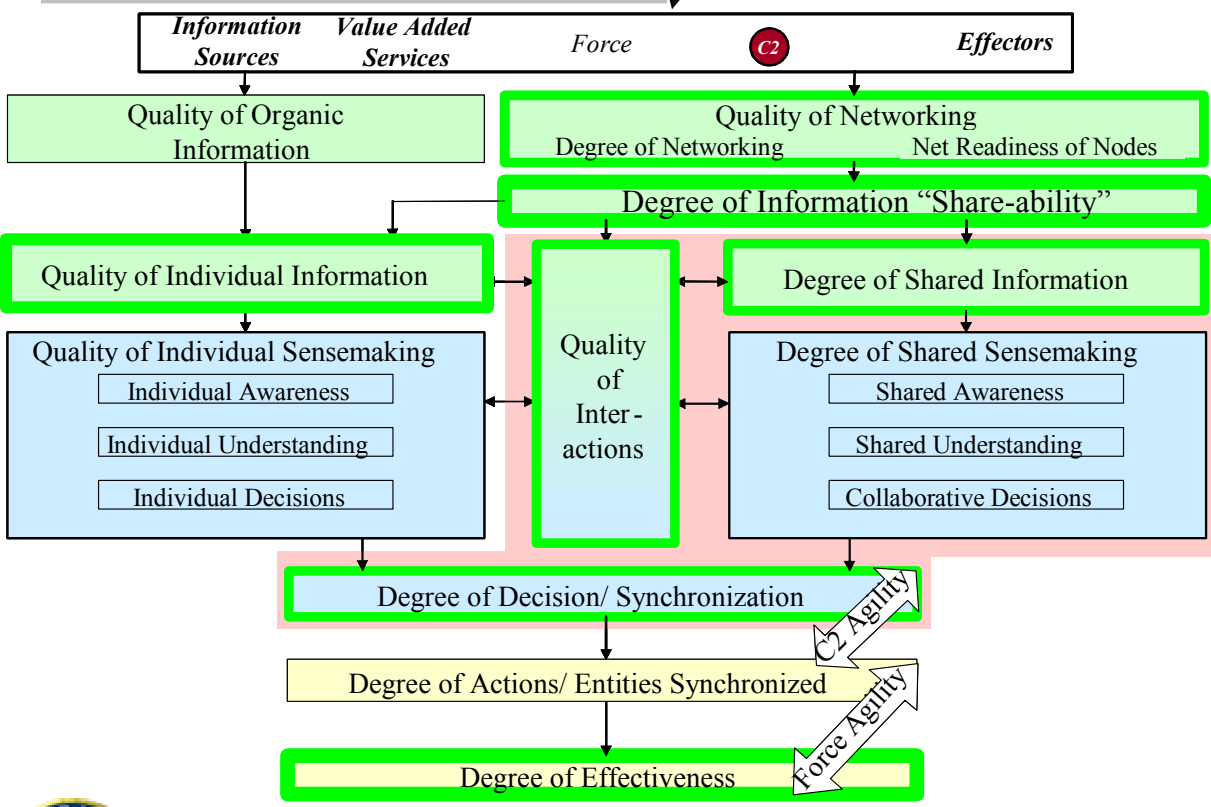 Information Sources
Value Added Services
Force
C2
Effectors
Quality of Organic
Information
Quality of Networking
Degree of Networking
Net Readiness of Nodes
Degree of Information “Share-ability”
Quality of Individual Information
Degree of Shared Information
Quality of Individual Sensemaking
Individual Awareness
Individual Understanding
Individual Decisions
Quality
of
Inter-
actions
Degree of Shared Sensemaking
Shared Awareness
Shared Understanding
Collaborative Decisions
Degree of Decision/ Synchronization
C2 Agility
Degree of Actions/ Entities Synchronized
Force Agility
Degree of Effectiveness